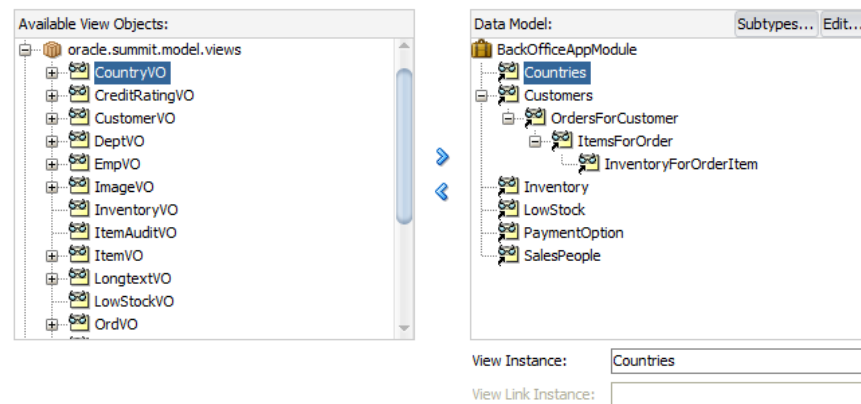 Available View Objects:
oracle.summit.model.views
CountryVO
CreditRatingVO
CustomerVO
DeptVO
EmpVO
ImageVO
InventoryVO
ItemAuditVO
ItemVO
LongtextVO
LowStockVO
OrdVO
Data Model:
Subtypes... Edit...
BackOfficeAppModule
Countries
Customers
OrdersForCustomer
ItemsForOrder
InventoryForOrderItem
Inventory
LowStock
PaymentOption
SalesPeople
View Instance: Countries
View Link Instance: